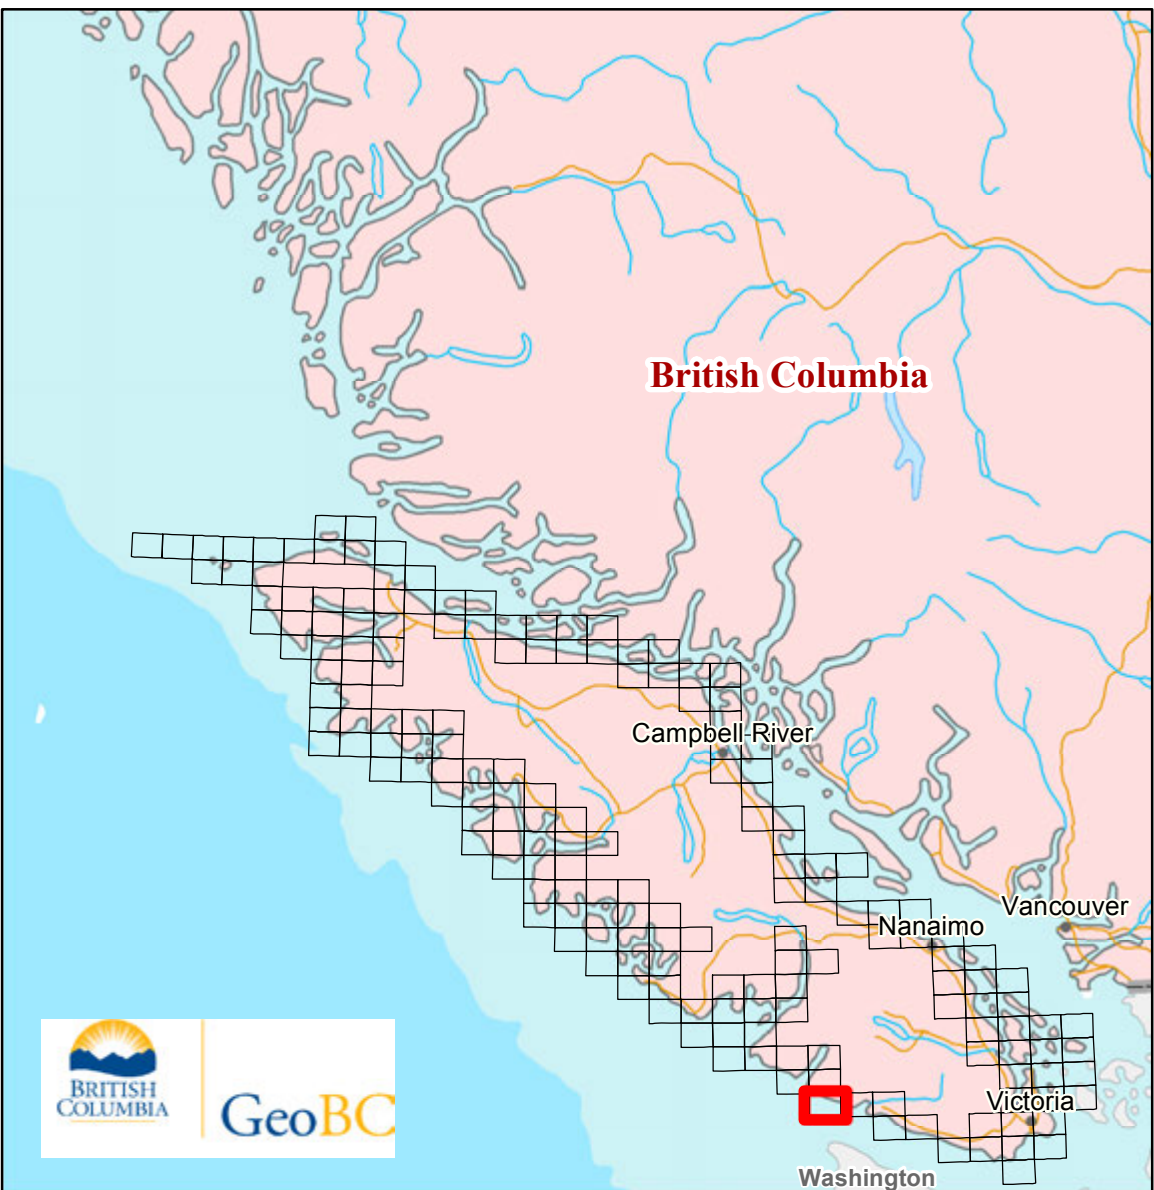 British Columbia
Campbell River
Vancouver
Nanaimo
BRITISH
COLUMBIA
GeoBC
Victoria
Washington